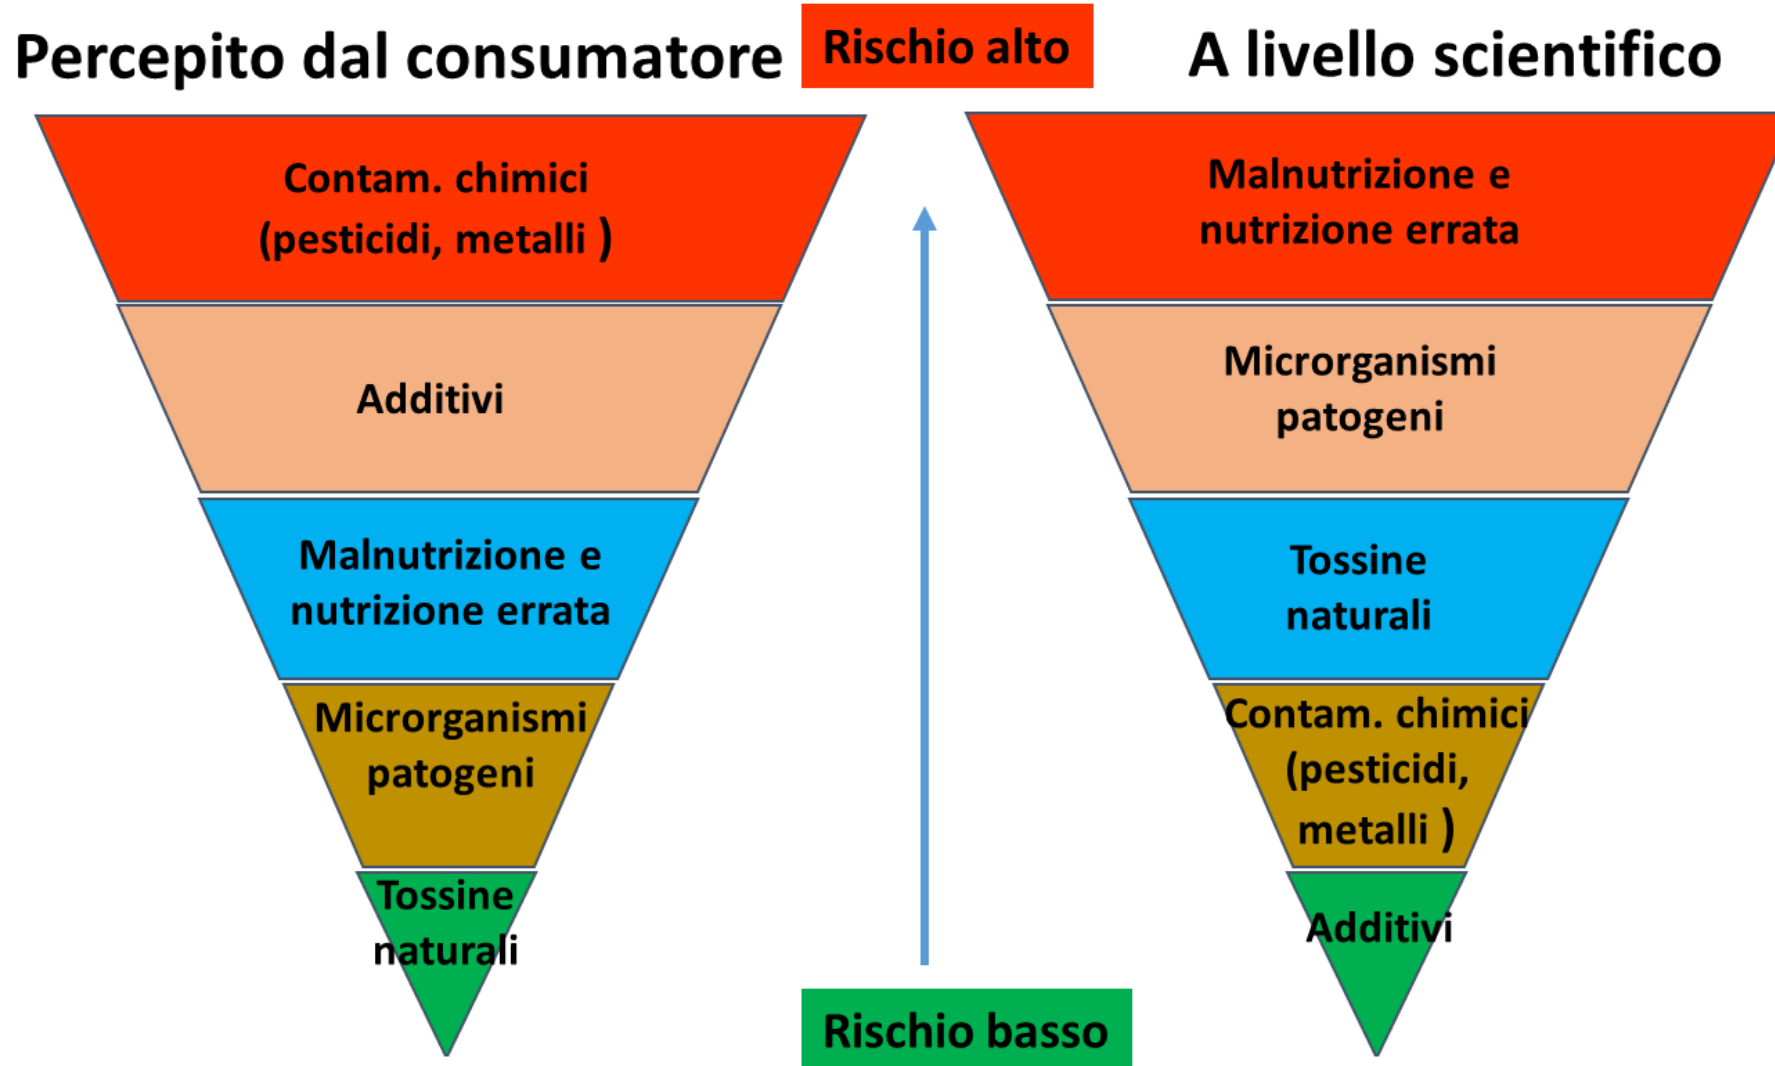 Percepito dal consumatore
Rischio alto
A livello scientifico
Contam. chimici
(pesticidi, metalli )
Additivi
Malnutrizione e
nutrizione errata
Microrganismi
patogeni
Tossine
naturali
Malnutrizione e
nutrizione errata
Microrganismi
patogeni
Tossine
naturali
Contam. chimici
(pesticidi,
metalli )
Additivi
Rischio basso